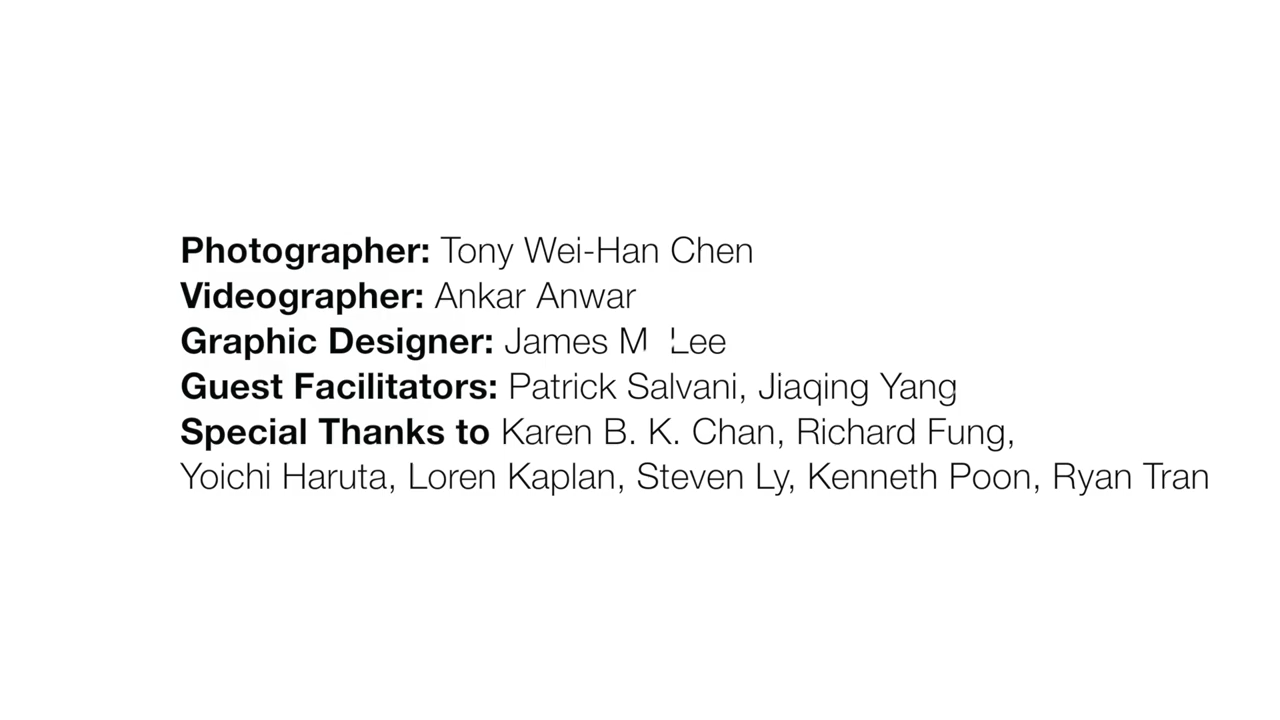 Photographer: Tony Wei-Han Chen
Videographer: Ankar Anwar
Graphic Designer: James M Lee
Guest Facilitators: Patrick Salvani, Jiaqing Yang
Special Thanks to Karen B. K. Chan, Richard Fung,
Yoichi Haruta, Loren Kaplan, Steven Ly, Kenneth Poon, Ryan Tran